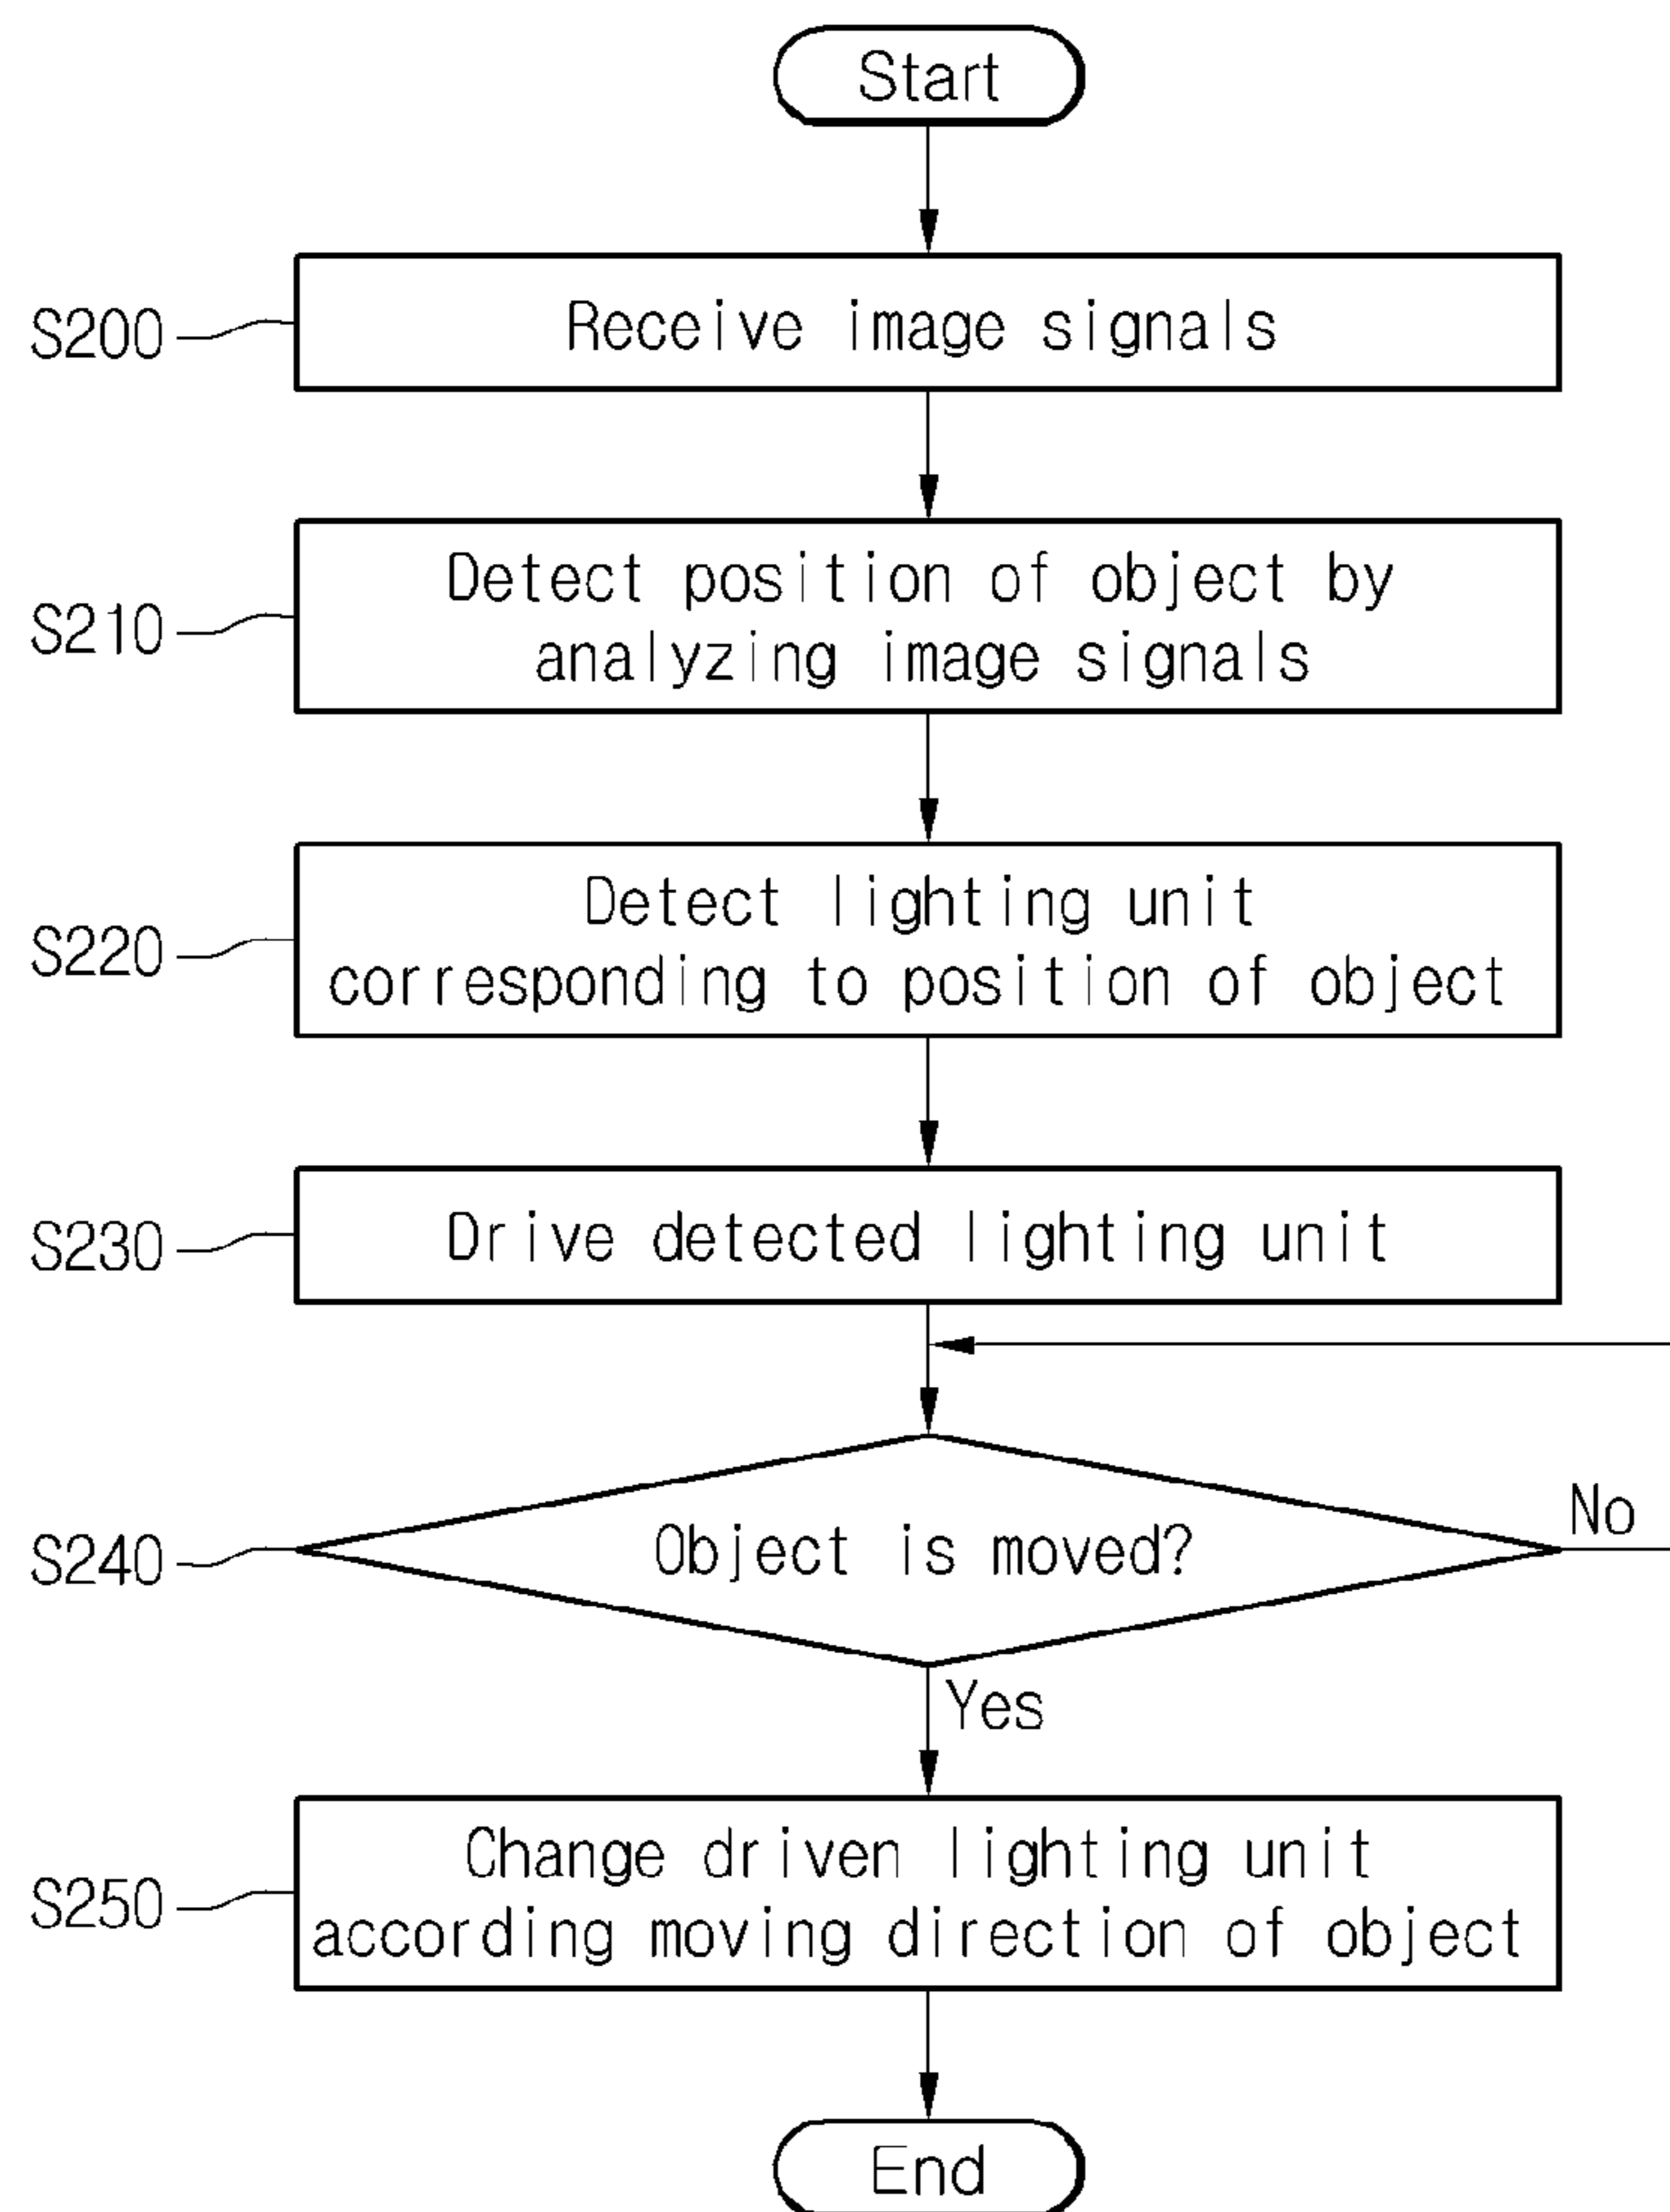 Start
S200
Receive image signals
S210
Detect position of object by
analyzing image signals
S220
Detect lighting unit
corresponding to position of object
S230
Drive detected lighting unit
S240
Object is moved?
No
Yes
S250
Change driven lighting unit
according moving direction of object
End